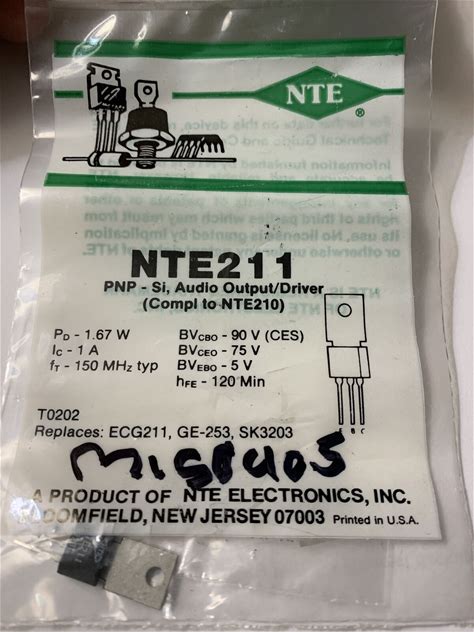 NTE
®
NTE211
PNP - Si, Audio Output/Driver
(Compl to NTE210)
PD - 1.67 W
IC - 1 A
fT - 150 MHz typ
BVCBO - 90 V (CES)
BVCEO - 75 V
BVEBO - 5 V
hFE - 120 Min
E B C
T0202
Replaces: ECG211, GE-253, SK3203
A PRODUCT OF NTE ELECTRONICS, INC.
OOMFIELD, NEW JERSEY 07003 Printed in U.S.A.